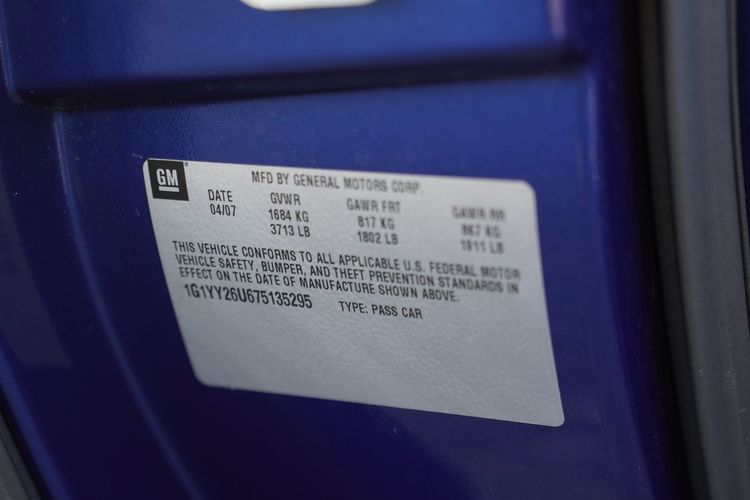 GM
MFD BY GENERAL MOTORS CORP.
DATE GVWR GAWR FRT GAWR RR
04/07 1684 KG 817 KG 867 KG
3713 LB 1802 LB 1911 LB
THIS VEHICLE CONFORMS TO ALL APPLICABLE U.S. FEDERAL MOTOR
VEHICLE SAFETY, BUMPER, AND THEFT PREVENTION STANDARDS IN
EFFECT ON THE DATE OF MANUFACTURE SHOWN ABOVE.
1G1YY26U675135295 TYPE: PASS CAR